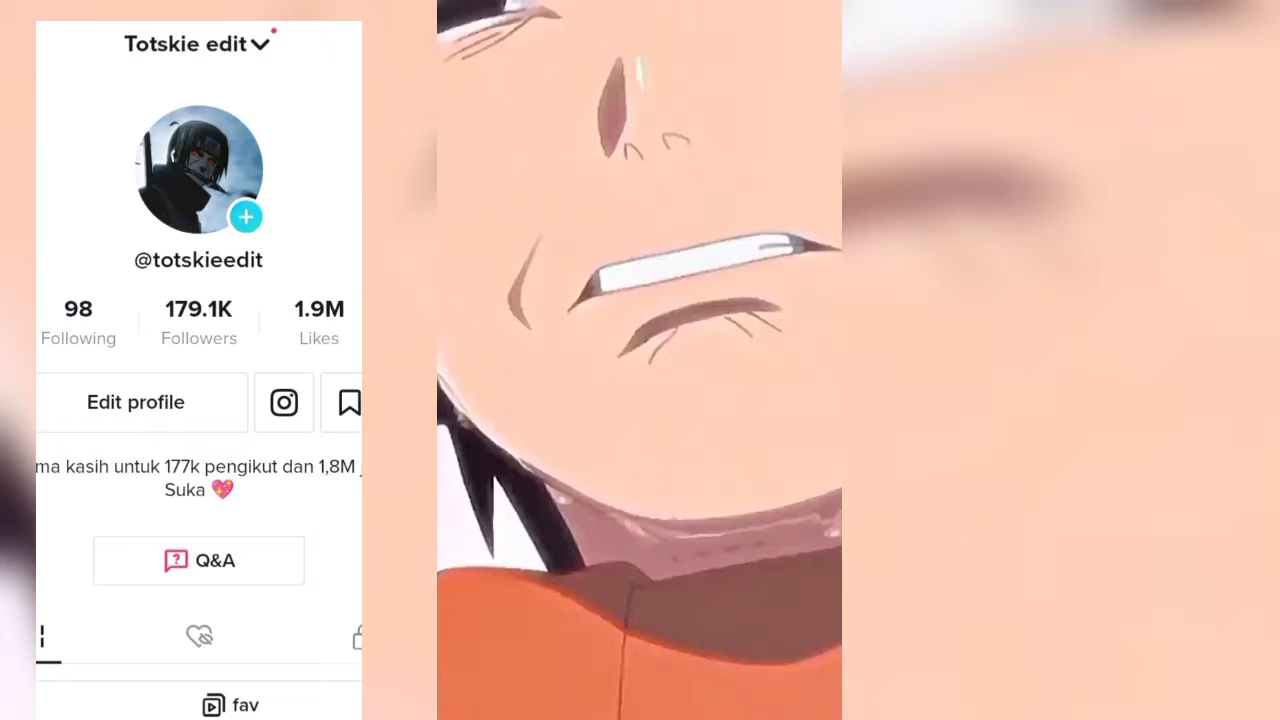 Totskie edit
@totskieedit
98 179.1K 1.9M
Following Followers Likes
Edit profile
ma kasih untuk 177k pengikut dan 1,8M
Suka 💖
Q&A
fav